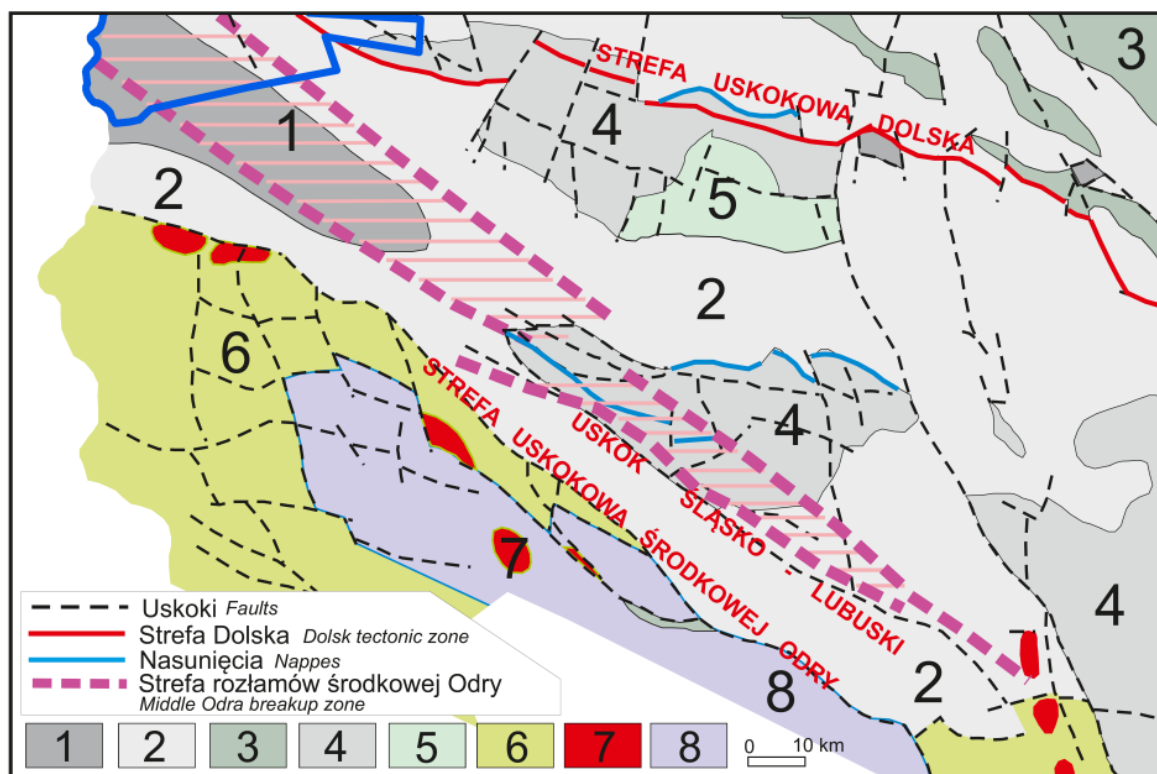 3
STREFA USKOKOWA DOLSKA
1
4
2
5
2
6
4
STREFA USKOKOWA ŚRODKOWEJ ODRY
USKOK ŚLĄSKO - LUBUSKI
7
4
8
2
Uskoki Faults
Strefa Dolska Dolsk tectonic zone
Nasunięcia Nappes
Strefa rozłamów środkowej Odry
Middle Odra breakup zone
1 2 3 4 5 6 7 8 0 10 km